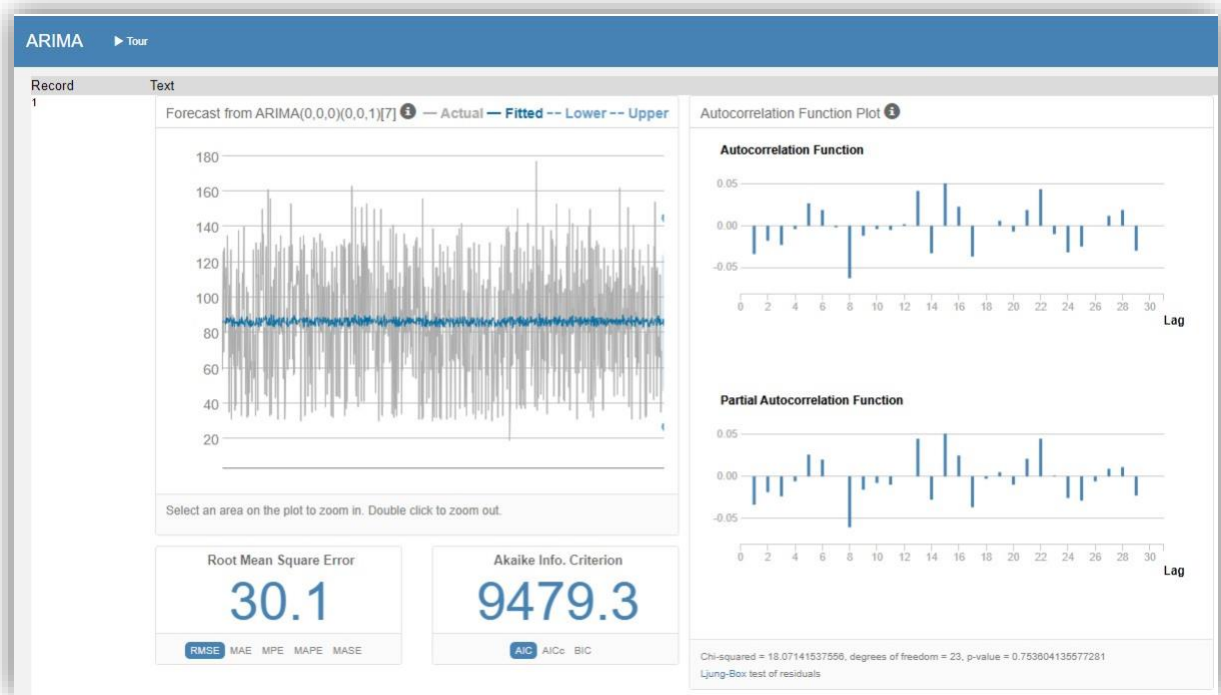 ARIMA ▶ Tour
Record Text
1
Forecast from ARIMA(0,0,0)(0,0,1)[7] — Actual — Fitted -- Lower -- Upper
180
160
140
120
100
80
60
40
20
Select an area on the plot to zoom in. Double click to zoom out.
Root Mean Square Error
30.1
RMSE MAE MPE MAPE MASE
Akaike Info. Criterion
9479.3
AIC AICc BIC
Autocorrelation Function Plot
Autocorrelation Function
0.05
0.00
-0.05
0 2 4 6 8 10 12 14 16 18 20 22 24 26 28 30
Lag
Partial Autocorrelation Function
0.05
0.00
-0.05
0 2 4 6 8 10 12 14 16 18 20 22 24 26 28 30
Lag
Chi-squared = 18.07141537556, degrees of freedom = 23, p-value = 0.753604135577281
Ljung-Box test of residuals